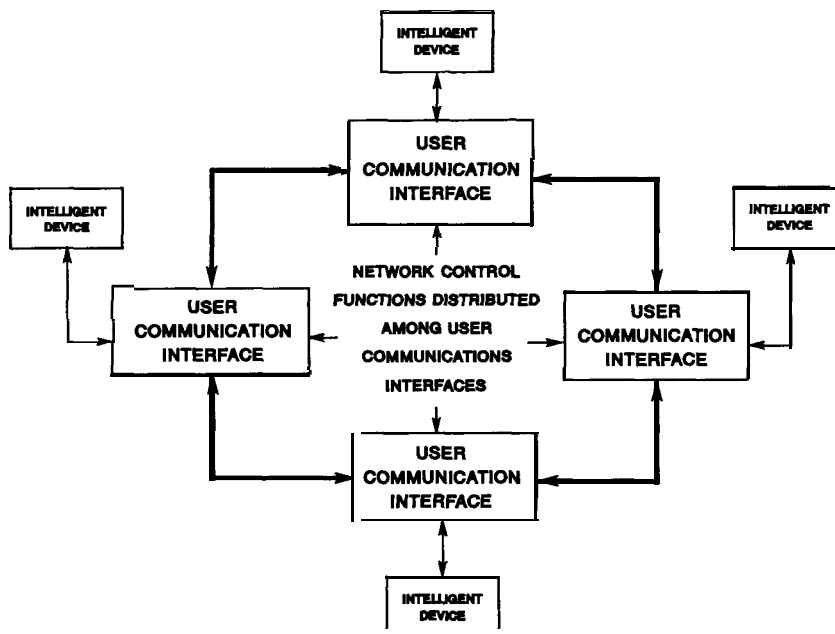 INTELLIGENT
DEVICE
USER
COMMUNICATION
INTERFACE
INTELLIGENT
DEVICE
INTELLIGENT
DEVICE
NETWORK CONTROL
FUNCTIONS DISTRIBUTED
AMONG USER
COMMUNICATIONS
INTERFACES
USER
COMMUNICATION
INTERFACE
USER
COMMUNICATION
INTERFACE
USER
COMMUNICATION
INTERFACE
INTELLIGENT
DEVICE